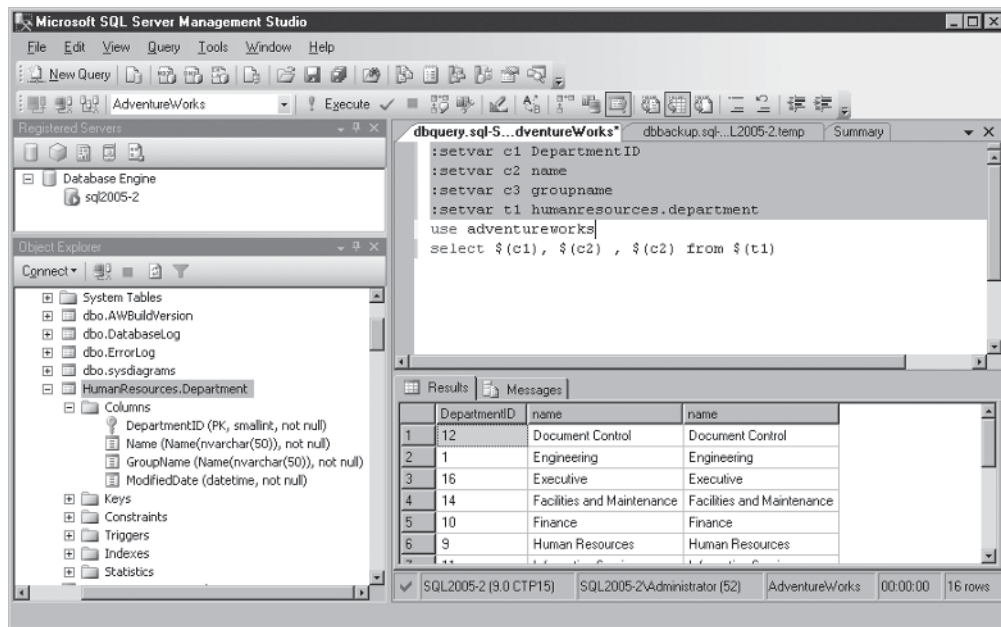 Microsoft SQL Server Management Studio
File Edit View Query Tools Window Help
New Query
AdventureWorks
Execute
Registered Servers
Database Engine
sql2005-2
Object Explorer
Connect
System Tables
dbo.AWBuildVersion
dbo.DatabaseLog
dbo.ErrorLog
dbo.sysdiagrams
HumanResources.Department
Columns
DepartmentID (PK, smallint, not null)
Name (Name(nvarchar(50)), not null)
GroupName (Name(nvarchar(50)), not null)
ModifiedDate (datetime, not null)
Keys
Constraints
Triggers
Indexes
Statistics
dbquery.sql-S...dventureWorks* dbbackup.sql-...L2005-2.temp Summary
:setvar c1 DepartmentID
:setvar c2 name
:setvar c3 groupname
:setvar t1 humanresources.department
use adventureworks
select $(c1), $(c2) , $(c2) from $(t1)
Results Messages
DepartmentID name name
1 12 Document Control Document Control
2 1 Engineering Engineering
3 16 Executive Executive
4 14 Facilities and Maintenance Facilities and Maintenance
5 10 Finance Finance
6 9 Human Resources Human Resources
SQL2005-2 (9.0 CTP15) SQL2005-2\Administrator (52) AdventureWorks 00:00:00 16 rows